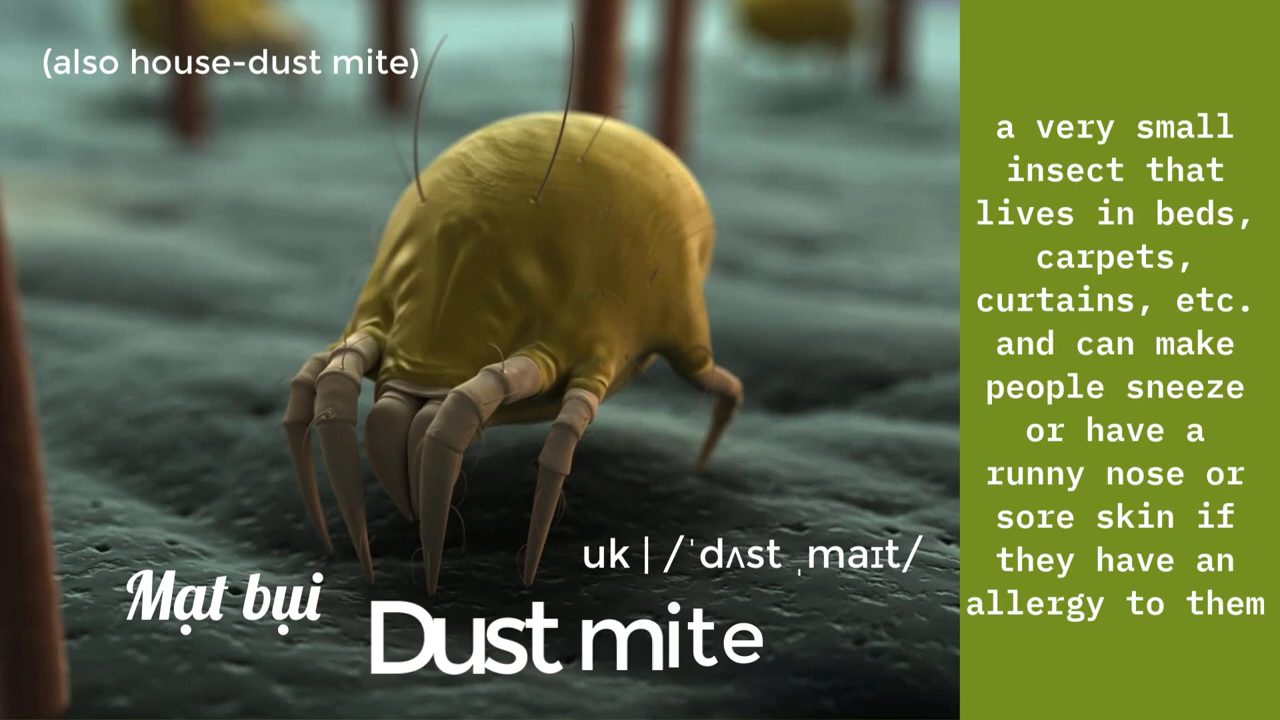 (also house-dust mite)
uk | /ˈdʌst ˌmaɪt/
Mạt bụi
Dust mite
a very small
insect that
lives in beds,
carpets,
curtains, etc.
and can make
people sneeze
or have a
runny nose or
sore skin if
they have an
allergy to them